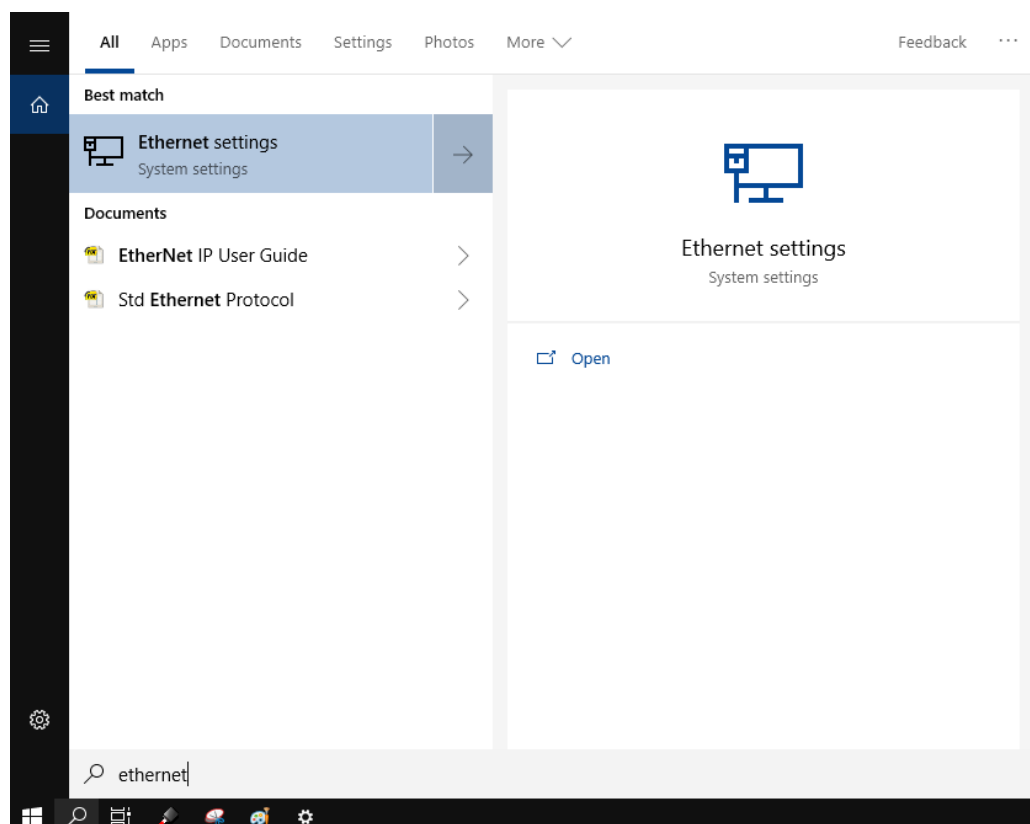 All Apps Documents Settings Photos More Feedback ...
Best match
Ethernet settings
System settings
Documents
EtherNet IP User Guide
Std Ethernet Protocol
Ethernet settings
System settings
Open
ethernet